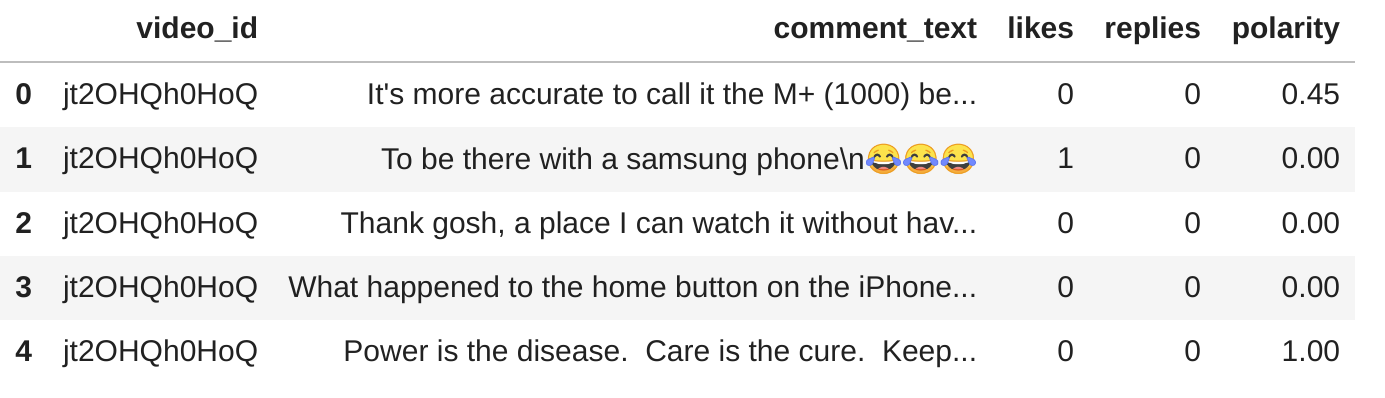 video_id comment_text likes replies polarity
0 jt2OHQh0HoQ It's more accurate to call it the M+ (1000) be... 0 0 0.45
1 jt2OHQh0HoQ To be there with a samsung phone\n😂😂😂 1 0 0.00
2 jt2OHQh0HoQ Thank gosh, a place I can watch it without hav... 0 0 0.00
3 jt2OHQh0HoQ What happened to the home button on the iPhone... 0 0 0.00
4 jt2OHQh0HoQ Power is the disease.  Care is the cure.  Keep... 0 0 1.00